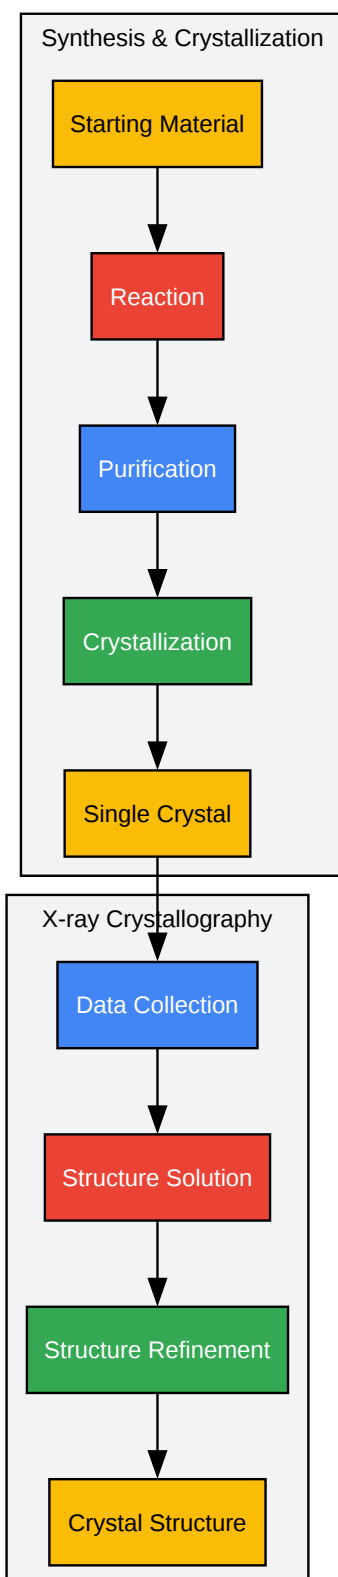 Synthesis & Crystallization
Starting Material
Reaction
Purification
Crystallization
Single Crystal
X-ray Crystallography
Data Collection
Structure Solution
Structure Refinement
Crystal Structure